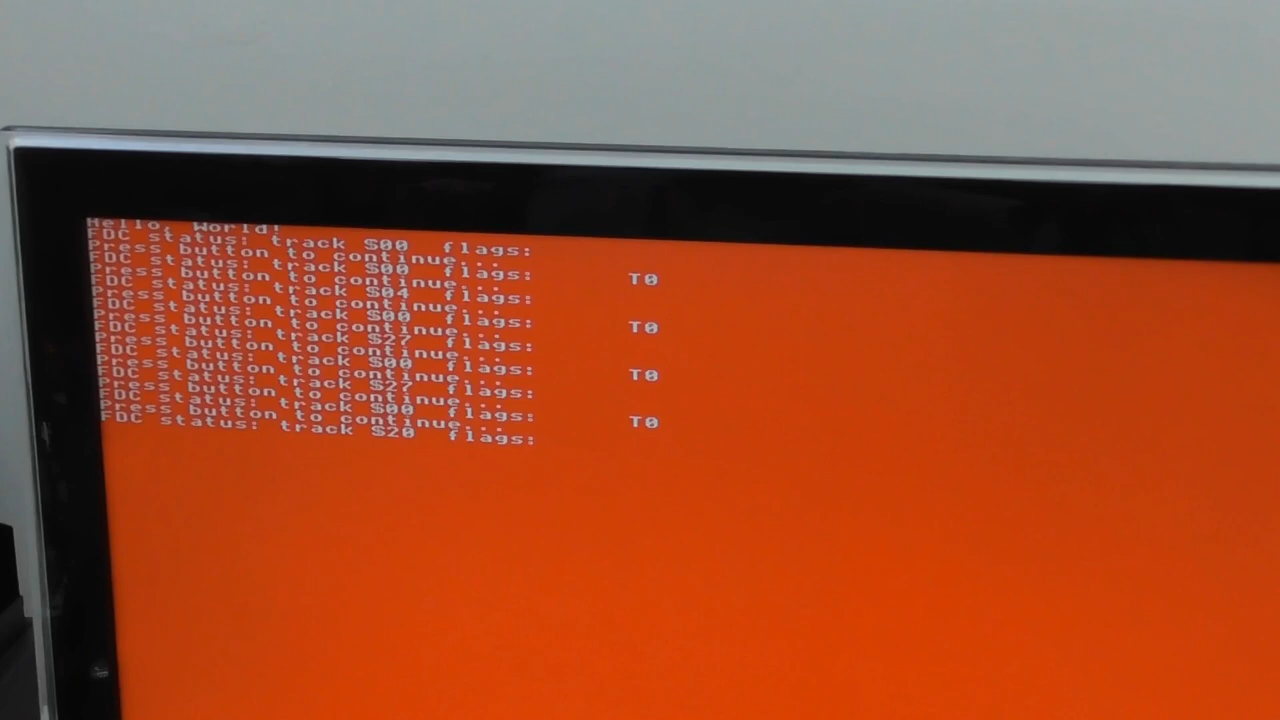 Hello, World!
FDC status: track $00 flags:
Press button to continue...
FDC status: track $00 flags: T0
Press button to continue...
FDC status: track $04 flags:
Press button to continue...
FDC status: track $00 flags: T0
Press button to continue...
FDC status: track $27 flags:
Press button to continue...
FDC status: track $00 flags: T0
Press button to continue...
FDC status: track $27 flags:
Press button to continue...
FDC status: track $00 flags: T0
Press button to continue...
FDC status: track $20 flags: